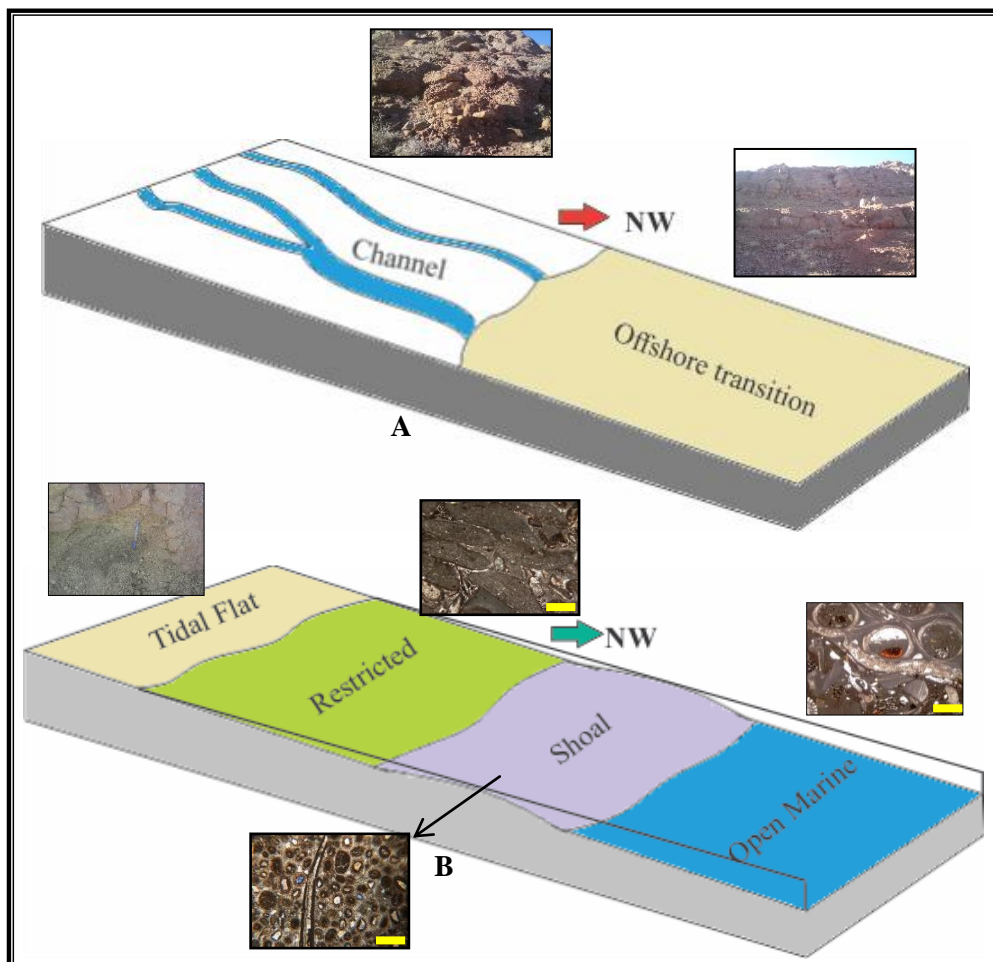 NW
Channel
Offshore transition
A
Tidal Flat
NW
Restricted
Shoal
Open Marine
B